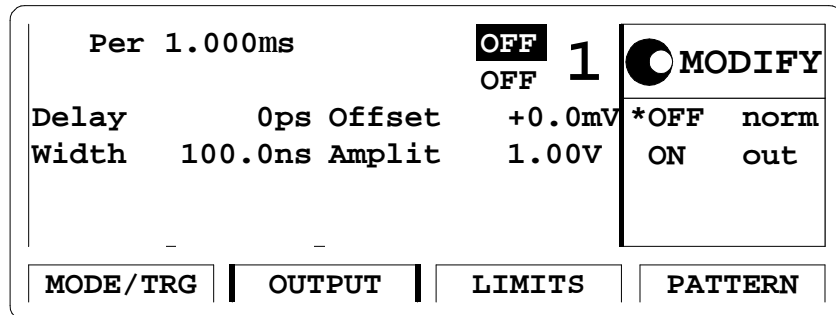 Per 1.000ms OFF 1 MODIFY
OFF
Delay 0ps Offset +0.0mV *OFF norm
Width 100.0ns Amplit 1.00V ON out
MODE/TRG OUTPUT LIMITS PATTERN